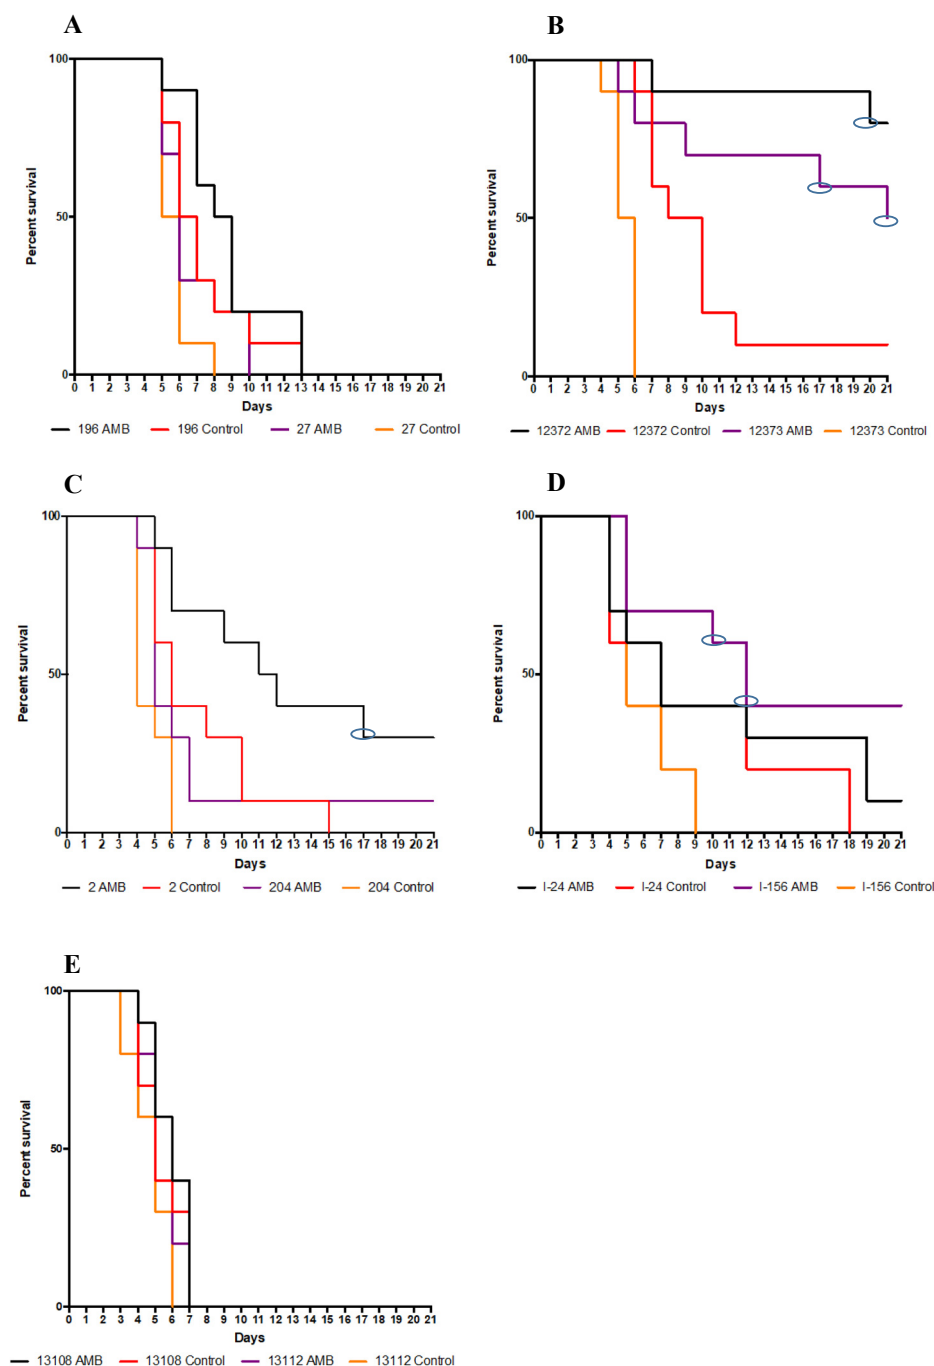 A
100
50
0
Percent survival
0 1 2 3 4 5 6 7 8 9 10 11 12 13 14 15 16 17 18 19 20 21
Days
196 AMB 196 Control 27 AMB 27 Control
B
100
50
0
Percent survival
0 1 2 3 4 5 6 7 8 9 10 11 12 13 14 15 16 17 18 19 20 21
Days
12372 AMB 12372 Control 12373 AMB 12373 Control
C
100
50
0
Percent survival
0 1 2 3 4 5 6 7 8 9 10 11 12 13 14 15 16 17 18 19 20 21
Days
2 AMB 2 Control 204 AMB 204 Control
D
100
50
0
Percent survival
0 1 2 3 4 5 6 7 8 9 10 11 12 13 14 15 16 17 18 19 20 21
Days
I-24 AMB I-24 Control I-156 AMB I-156 Control
E
100
50
0
Percent survival
0 1 2 3 4 5 6 7 8 9 10 11 12 13 14 15 16 17 18 19 20 21
Days
13108 AMB 13108 Control 13112 AMB 13112 Control